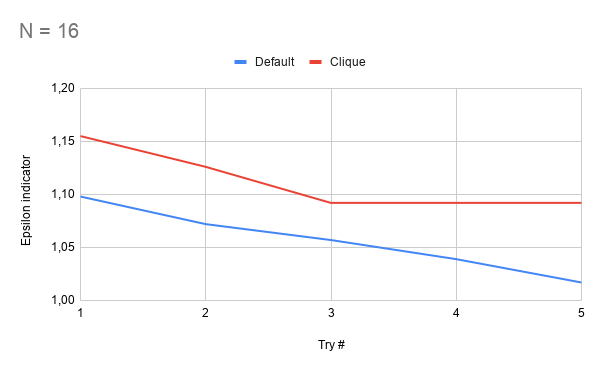 N = 16
Default Clique
1,20
1,15
1,10
1,05
1,00
Epsilon indicator
1 2 3 4 5
Try #